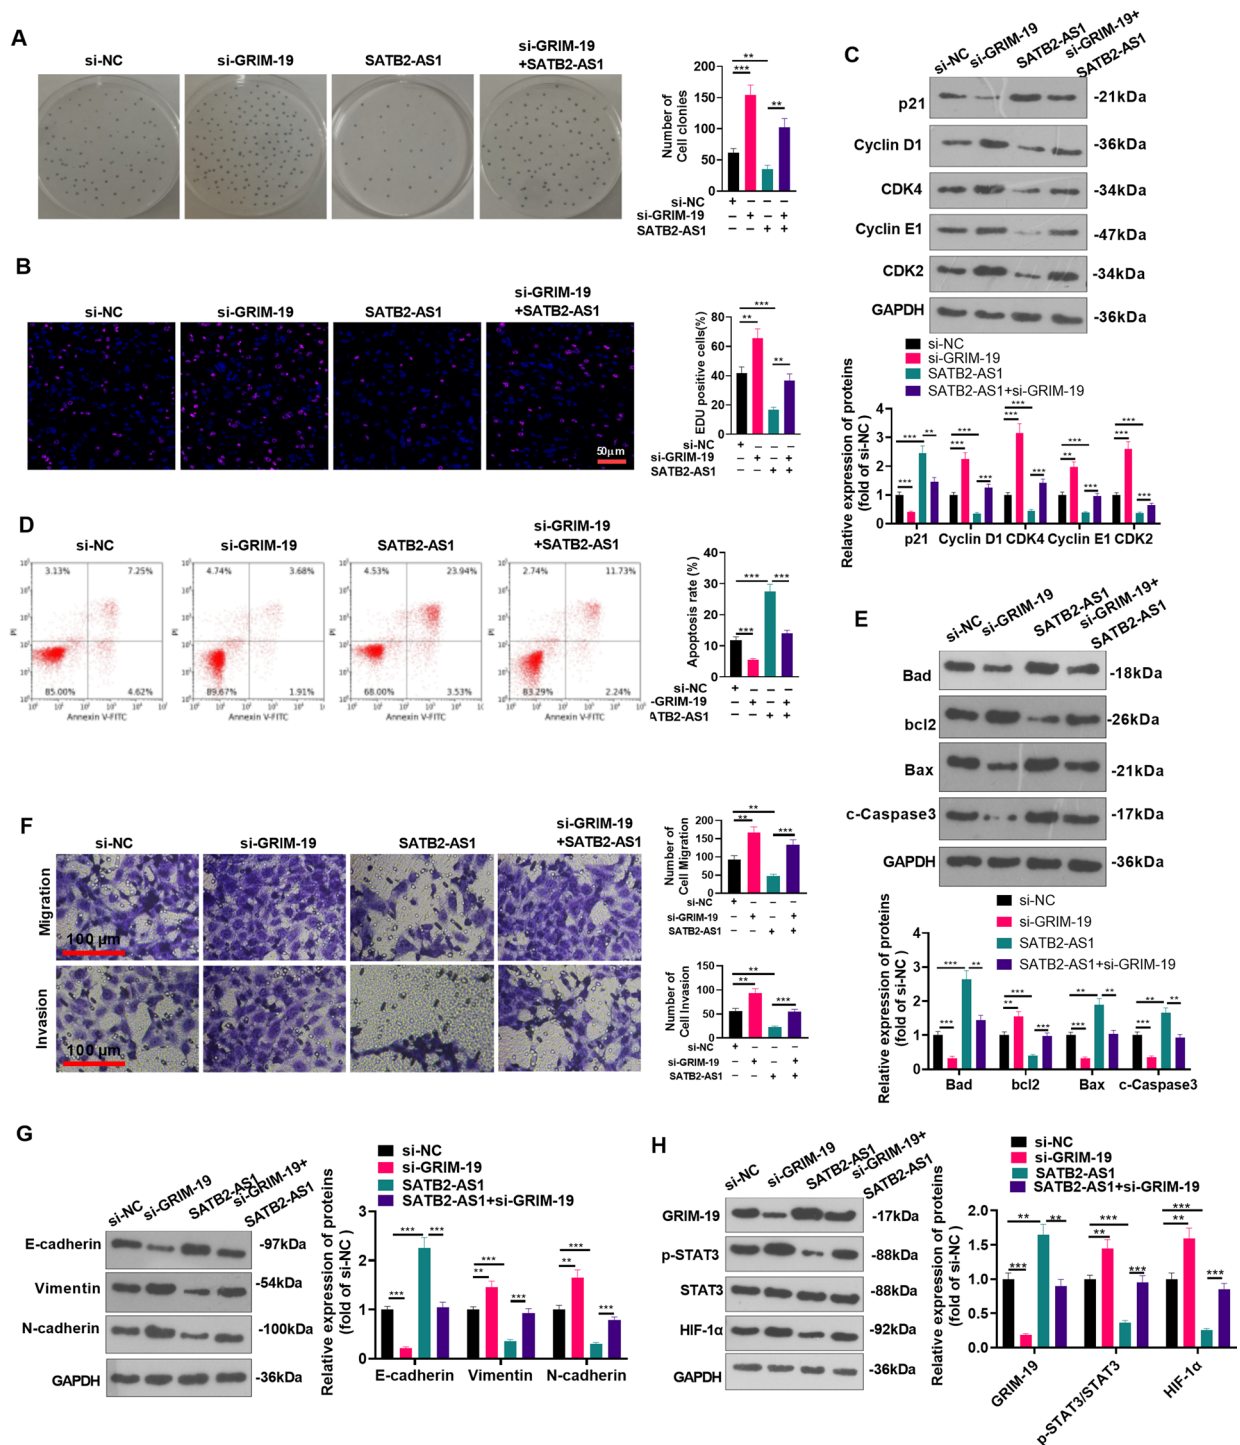 A
si-NC
si-GRIM-19
SATB2-AS1
si-GRIM-19
+SATB2-AS1
Number of
Cell clonies
200
150
100
50
0
**
***
**
si-NC + – – –
si-GRIM-19 – + – +
SATB2-AS1 – – + +
B
si-NC
si-GRIM-19
SATB2-AS1
si-GRIM-19
+SATB2-AS1
50μm
EDU positive cells(%)
80
60
40
20
0
***
**
**
si-NC + – – –
si-GRIM-19 – + – +
SATB2-AS1 – – + +
C
si-NC
si-GRIM-19
SATB2-AS1
si-GRIM-19+
SATB2-AS1
p21 -21kDa
Cyclin D1 -36kDa
CDK4 -34kDa
Cyclin E1 -47kDa
CDK2 -34kDa
GAPDH -36kDa
si-NC
si-GRIM-19
SATB2-AS1
SATB2-AS1+si-GRIM-19
Relative expression of proteins
(fold of si-NC )
4
3
2
1
0
*** ** ***
*** *** ***
*** *** ***
*** ** ***
*** *** ***
p21 Cyclin D1 CDK4 Cyclin E1 CDK2
D
si-NC
si-GRIM-19
SATB2-AS1
si-GRIM-19
+SATB2-AS1
3.13% 7.25%
85.00% 4.62%
PI
Annexin V-FITC
4.74% 3.68%
89.67% 1.91%
PI
Annexin V-FITC
4.53% 23.94%
68.00% 3.53%
PI
Annexin V-FITC
2.74% 11.73%
83.29% 2.24%
PI
Annexin V-FITC
Apoptosis rate (%)
40
30
20
10
0
*** ***
***
si-NC + – – –
-GRIM-19 – + – +
ATB2-AS1 – – + +
E
si-NC
si-GRIM-19
SATB2-AS1
si-GRIM-19+
SATB2-AS1
Bad -18kDa
bcl2 -26kDa
Bax -21kDa
c-Caspase3 -17kDa
GAPDH -36kDa
si-NC
si-GRIM-19
SATB2-AS1
SATB2-AS1+si-GRIM-19
Relative expression of proteins
(fold of si-NC )
4
3
2
1
0
*** ** ***
*** ** ***
** ** ***
** ** ***
Bad bcl2 Bax c-Caspase3
F
si-NC
si-GRIM-19
SATB2-AS1
si-GRIM-19
+SATB2-AS1
Migration
100 μm
Invasion
100 μm
Number of
Cell Migration
200
150
100
50
0
**
** ***
si-NC + – – –
si-GRIM-19 – + – +
SATB2-AS1 – – + +
Number of
Cell Invasion
150
100
50
0
**
** ***
si-NC + – – –
si-GRIM-19 – + – +
SATB2-AS1 – – + +
G
si-NC
si-GRIM-19
SATB2-AS1
si-GRIM-19+
SATB2-AS1
E-cadherin -97kDa
Vimentin -54kDa
N-cadherin -100kDa
GAPDH -36kDa
si-NC
si-GRIM-19
SATB2-AS1
SATB2-AS1+si-GRIM-19
Relative expression of proteins
(fold of si-NC )
3
2
1
0
*** *** ***
*** ** ***
*** ** ***
E-cadherin Vimentin N-cadherin
H
si-NC
si-GRIM-19
SATB2-AS1
si-GRIM-19+
SATB2-AS1
GRIM-19 -17kDa
p-STAT3 -88kDa
STAT3 -88kDa
HIF-1α -92kDa
GAPDH -36kDa
si-NC
si-GRIM-19
SATB2-AS1
SATB2-AS1+si-GRIM-19
Relative expression of proteins
(fold of si-NC )
2.0
1.5
1.0
0.5
0.0
** ** ***
*** ** ***
*** ** ***
GRIM-19
p-STAT3/STAT3
HIF-1α